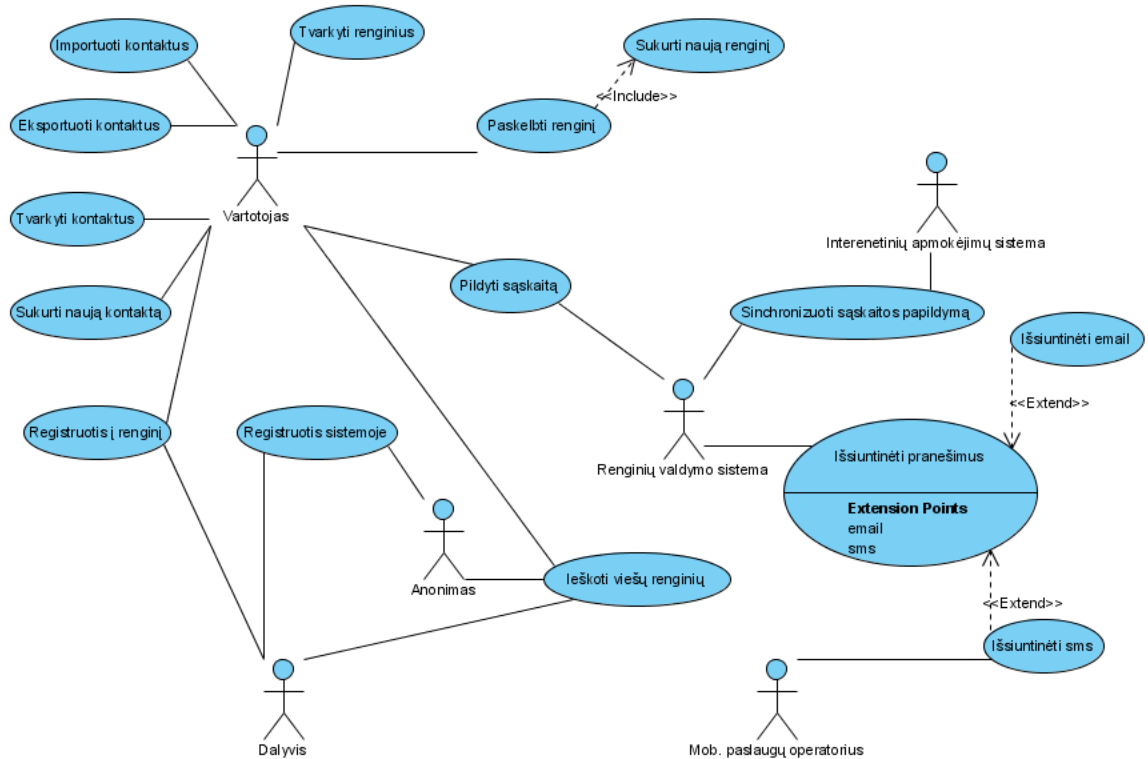 Importuoti kontaktus
Tvarkyti renginius
Sukurti naują renginį
<<Include>>
Eksportuoti kontaktus
Paskelbti renginį
Tvarkyti kontaktus
Vartotojas
Interenetinių apmokėjimų sistema
Pildyti sąskaitą
Sukurti naują kontaktą
Sinchronizuoti sąskaitos papildymą
Išsiuntinėti email
<<Extend>>
Registruotis į renginį
Registruotis sistemoje
Renginių valdymo sistema
Išsiuntinėti pranešimus
Extension Points
email
sms
Anonimas
Ieškoti viešų renginių
<<Extend>>
Išsiuntinėti sms
Dalyvis
Mob. paslaugų operatorius